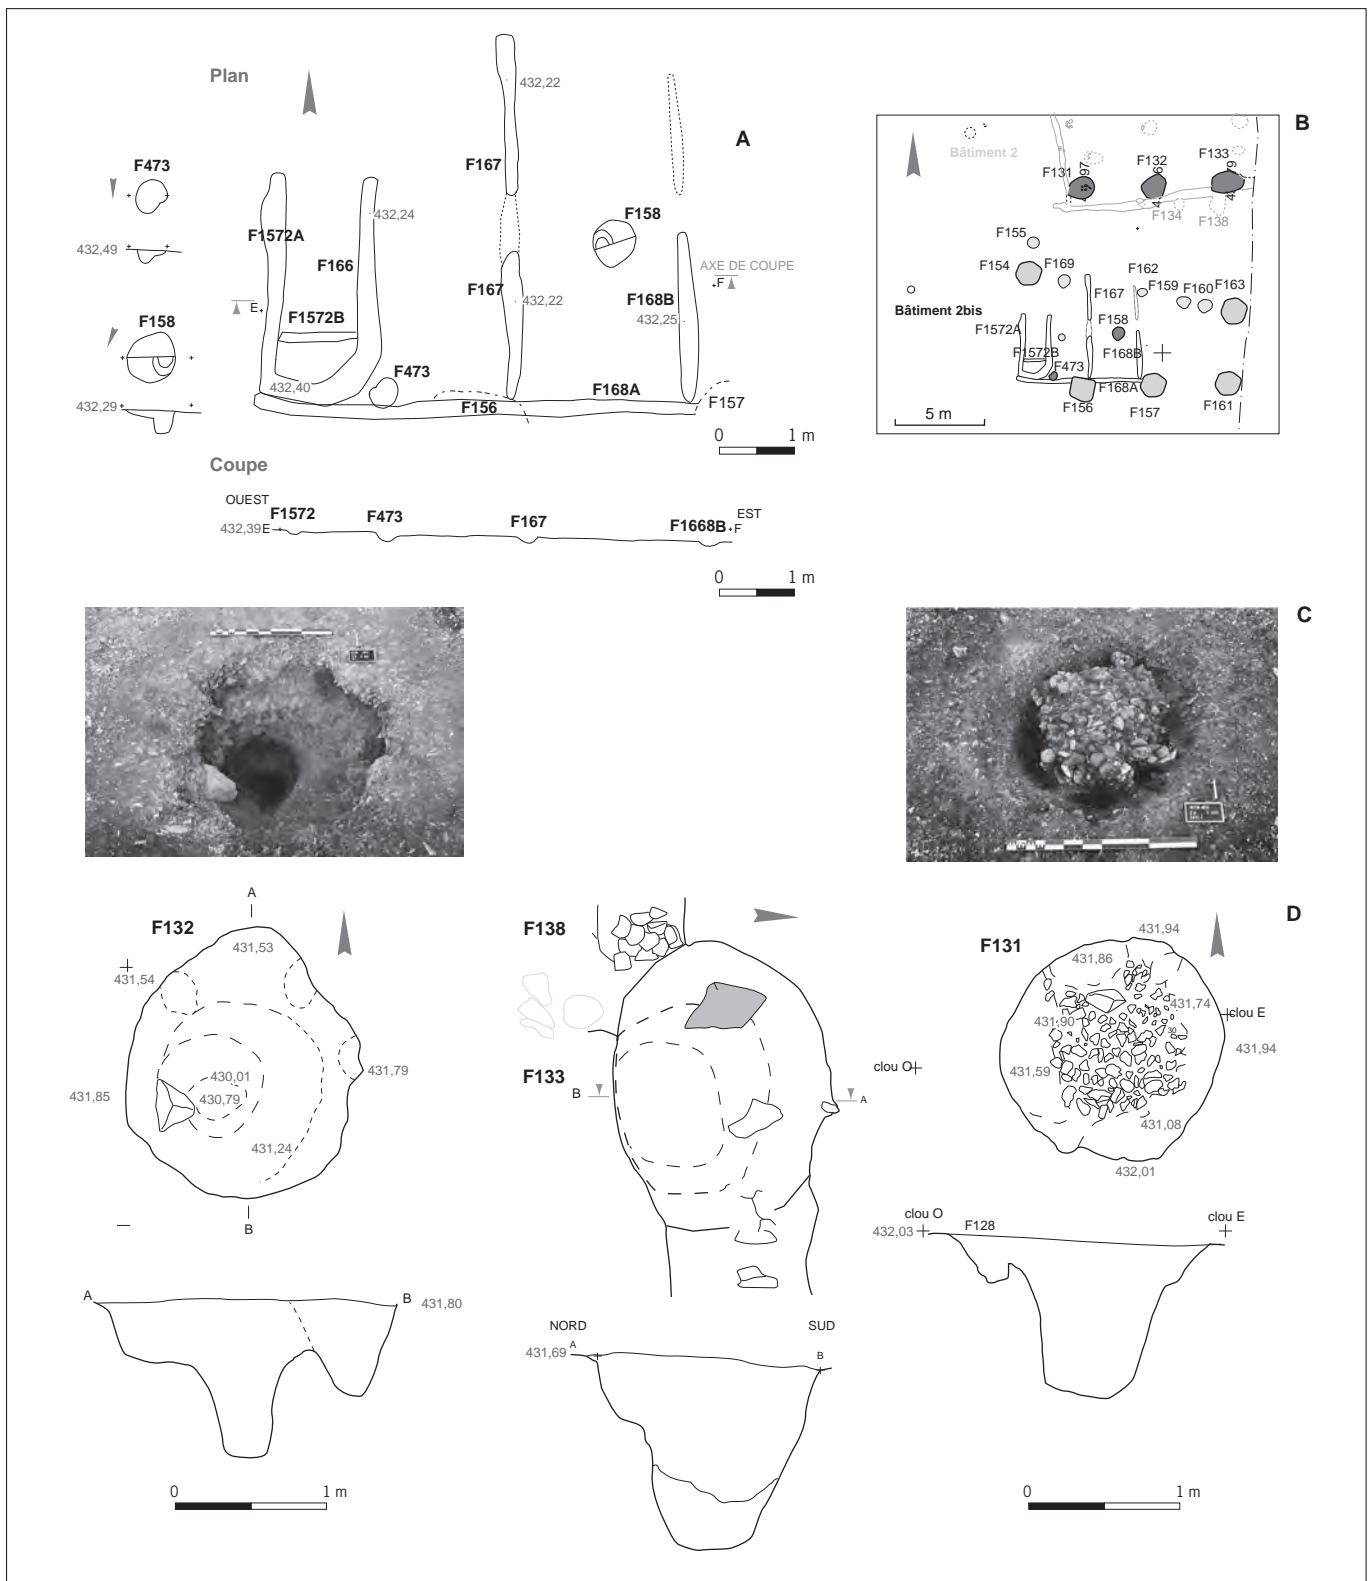 Plan
A
F473
432,49
F158
432,29
432,22
F167
F1572A
432,24
F166
F158
AXE DE COUPE
F
F167
432,22
F168B
432,25
E
F1572B
432,40
F473
F156
F168A
F157
0 1 m
B
Bâtiment 2
F131
F132
F133
F134
F138
F155
F154
F169
F162
F167
F159
F160
F163
Bâtiment 2bis
F158
F1572A
F1572B
F168B
F473
F168A
F156
F157
F161
5 m
Coupe
OUEST
F1572
F473
F167
F1668B
EST
432,39 E
F
0 1 m
C
D
A
F132
431,53
431,54
431,79
431,85
430,01
430,79
431,24
B
A
B
431,80
0 1 m
F138
F133
B
A
NORD
SUD
A
431,69
B
F131
431,94
431,86
431,74
clou E
431,90
30
431,94
clou O
431,59
431,08
432,01
clou O
clou E
432,03
F128
0 1 m